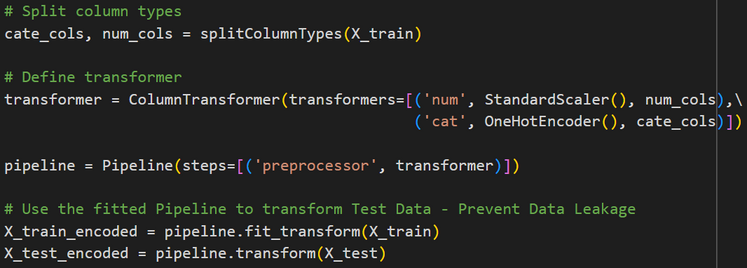 # Split column types
cate_cols, num_cols = splitColumnTypes(X_train)
# Define transformer
transformer = ColumnTransformer(transformers=[('num', StandardScaler(), num_cols),\
('cat', OneHotEncoder(), cate_cols)])
pipeline = Pipeline(steps=[('preprocessor', transformer)])
# Use the fitted Pipeline to transform Test Data - Prevent Data Leakage
X_train_encoded = pipeline.fit_transform(X_train)
X_test_encoded = pipeline.transform(X_test)